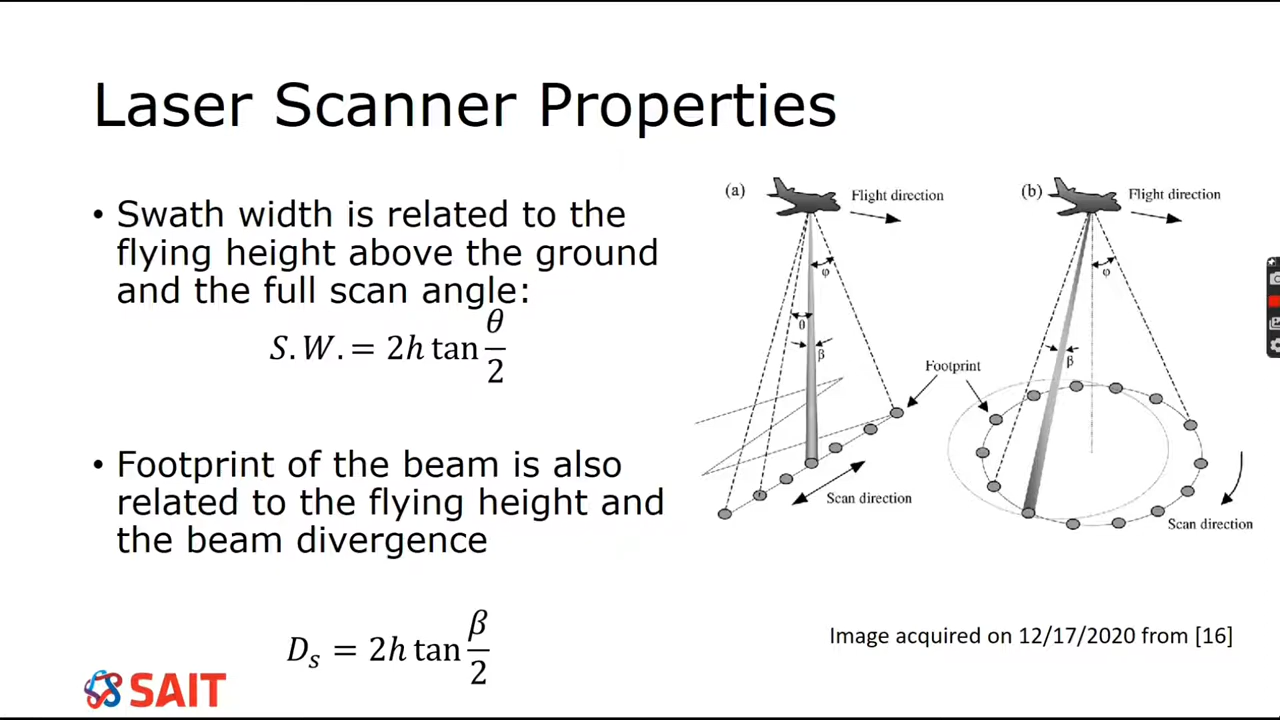 Laser Scanner Properties
• Swath width is related to the
flying height above the ground
and the full scan angle:
S.W. = 2h tan θ/2
• Footprint of the beam is also
related to the flying height and
the beam divergence
D_s = 2h tan β/2
SAIT
(a)
Flight direction
φ
θ
β
Scan direction
Footprint
(b)
Flight direction
φ
β
Scan direction
Image acquired on 12/17/2020 from [16]